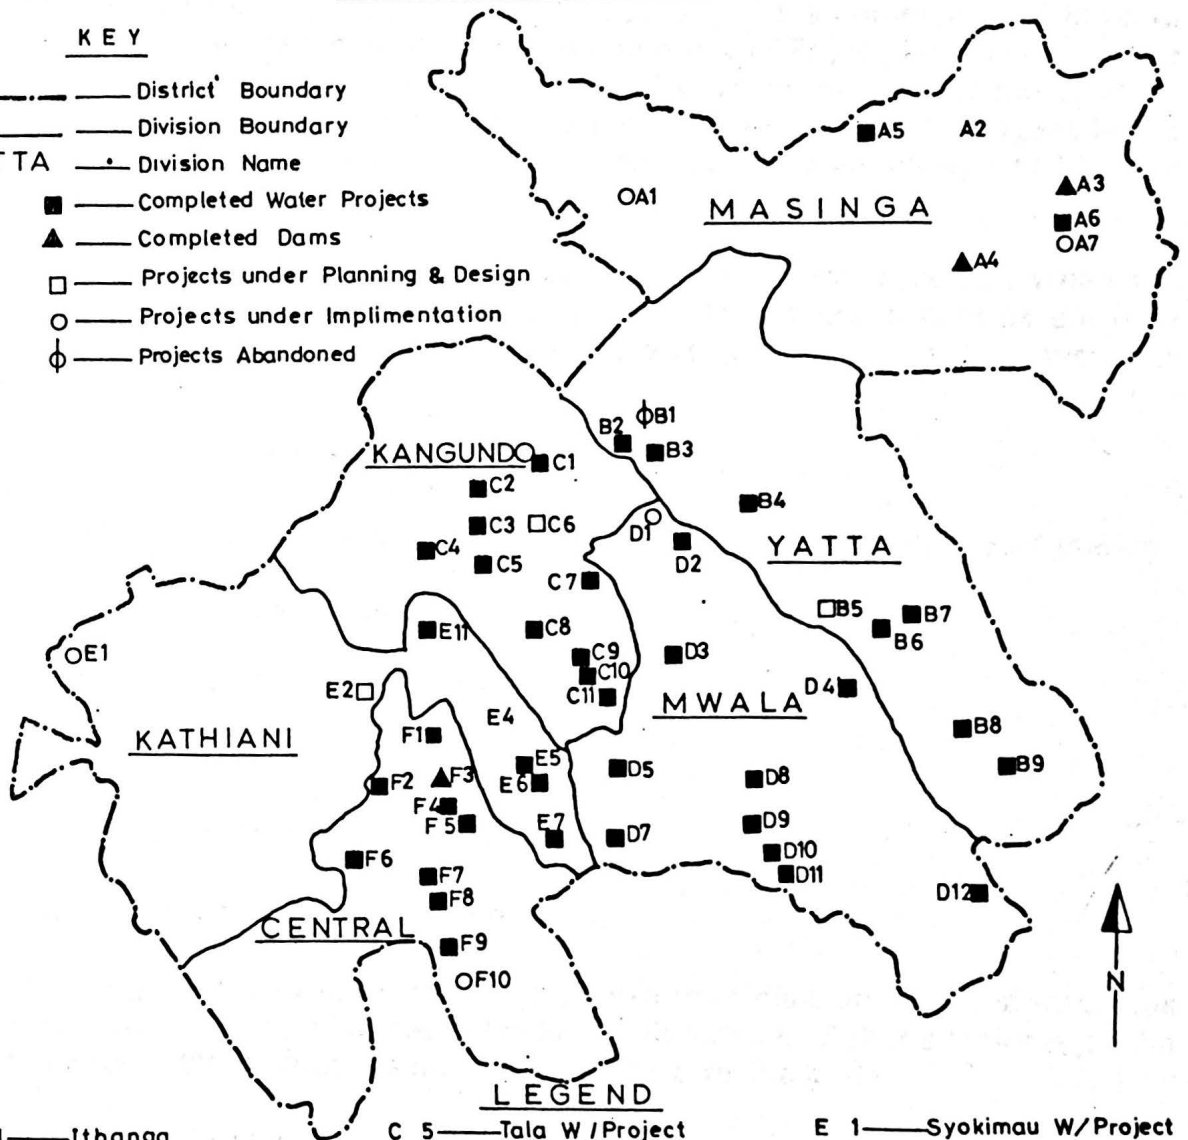 KEY
District Boundary
Division Boundary
TTA Division Name
Completed Water Projects
Completed Dams
Projects under Planning & Design
Projects under Implimentation
Projects Abandoned
A5
A2
A1
MASINGA
A3
A6
A7
A4
B1
B2
B3
KANGUNDO
C1
C2
C3
C6
B4
C4
C5
D1
D2
YATTA
C7
B5
B7
B6
E11
C8
E1
C9
D3
C10
E2
C11
D4
MWALA
E4
KATHIANI
F1
B8
E5
D5
B9
F2
F3
E6
D8
F4
F5
E7
D7
D9
F6
D10
F7
D11
F8
D12
CENTRAL
F9
F10
N
LEGEND
Ithanga
C 5 Tala W/Project
E 1 Syokimau W/Project